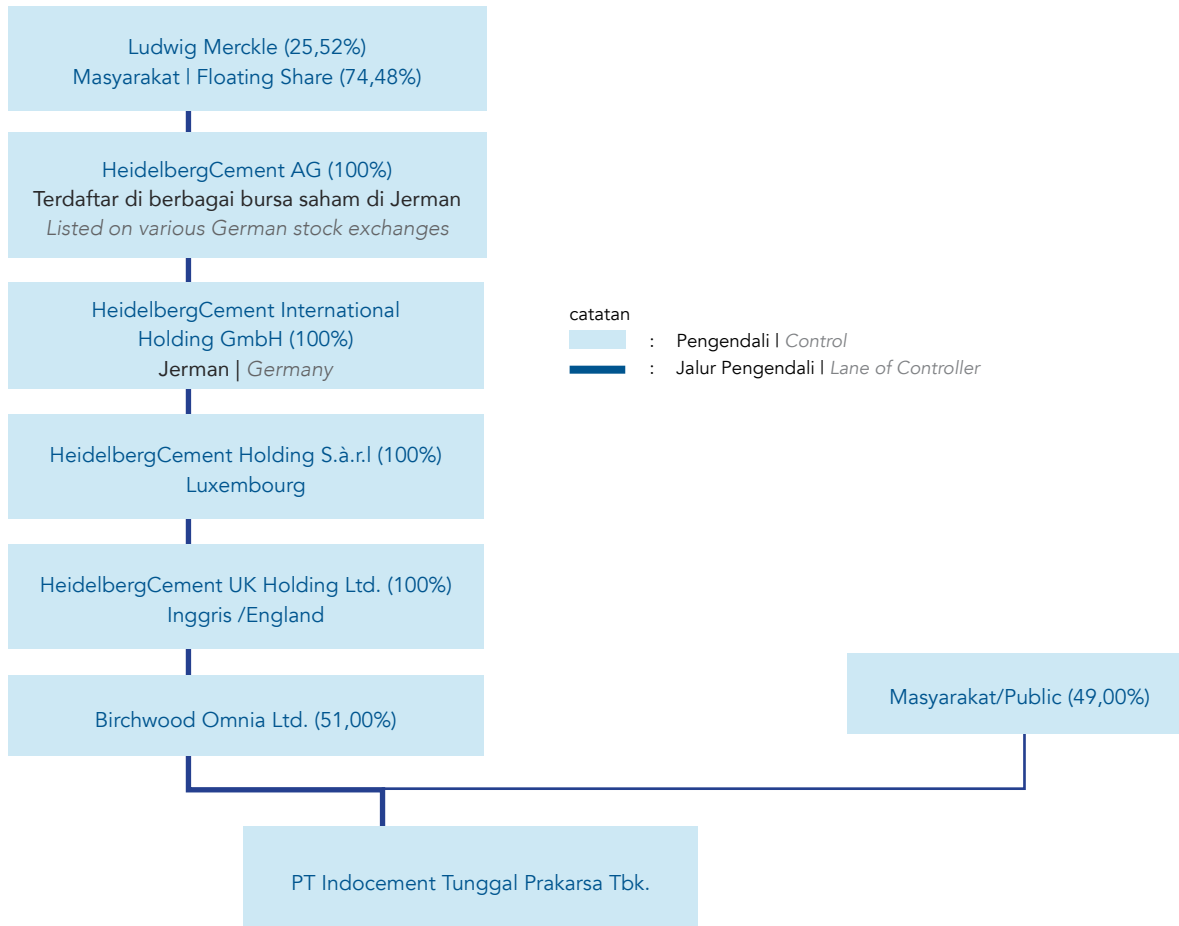 Ludwig Merckle (25,52%)
Masyarakat | Floating Share (74,48%)
HeidelbergCement AG (100%)
Terdaftar di berbagai bursa saham di Jerman
Listed on various German stock exchanges
HeidelbergCement International
Holding GmbH (100%)
Jerman | Germany
HeidelbergCement Holding S.à.r.l (100%)
Luxembourg
HeidelbergCement UK Holding Ltd. (100%)
Inggris /England
Birchwood Omnia Ltd. (51,00%)
catatan
: Pengendali | Control
: Jalur Pengendali | Lane of Controller
Masyarakat/Public (49,00%)
PT Indocement Tunggal Prakarsa Tbk.